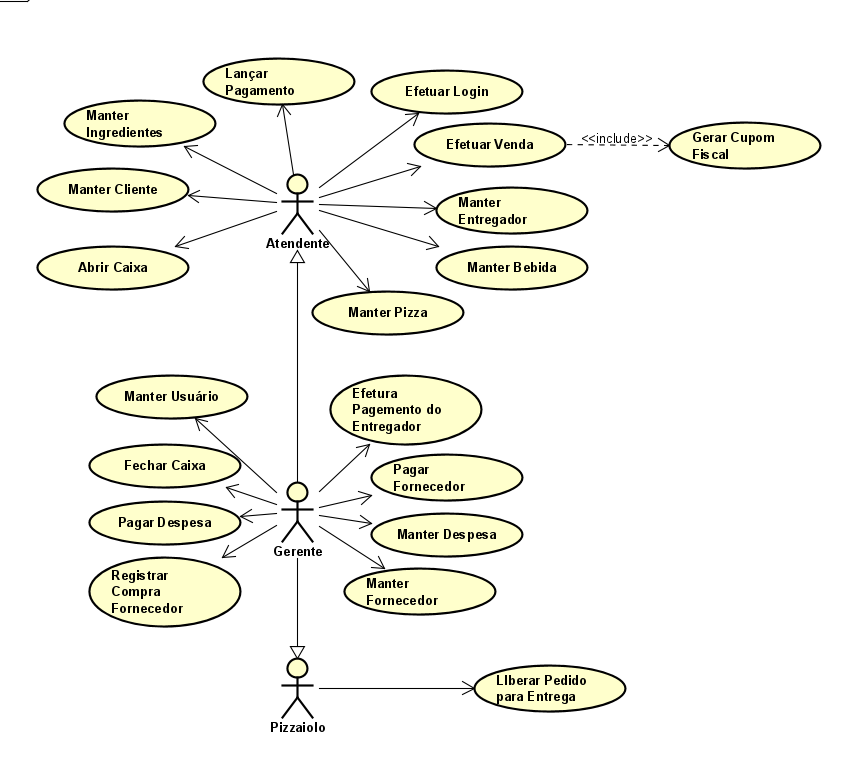 Lançar
Pagamento
Efetuar Login
Manter
Ingredientes
Efetuar Venda
<<include>>
Gerar Cupom
Fiscal
Manter Cliente
Manter
Entregador
Atendente
Abrir Caixa
Manter Bebida
Manter Pizza
Manter Usuário
Efetura
Pagemento do
Entregador
Fechar Caixa
Pagar
Fornecedor
Pagar Despesa
Manter Despesa
Gerente
Registrar
Compra
Fornecedor
Manter
Fornecedor
LIberar Pedido
para Entrega
Pizzaiolo